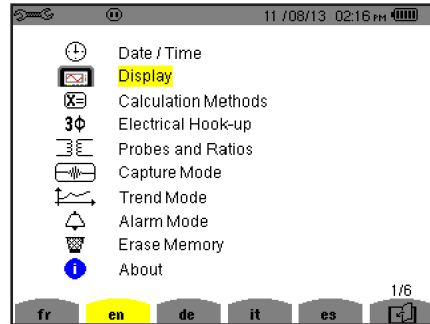 11 /08/13 02:16 PM
Date / Time
Display
X= Calculation Methods
3Φ Electrical Hook-up
Probes and Ratios
Capture Mode
Trend Mode
Alarm Mode
Erase Memory
i About
1/6
fr en de it es